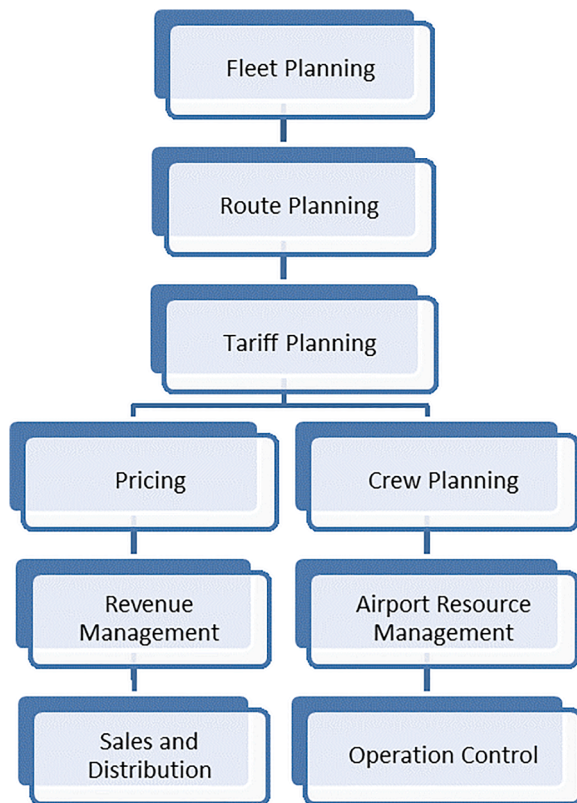 Fleet Planning
Route Planning
Tariff Planning
Pricing
Crew Planning
Revenue
Management
Airport Resource
Management
Sales and
Distribution
Operation Control